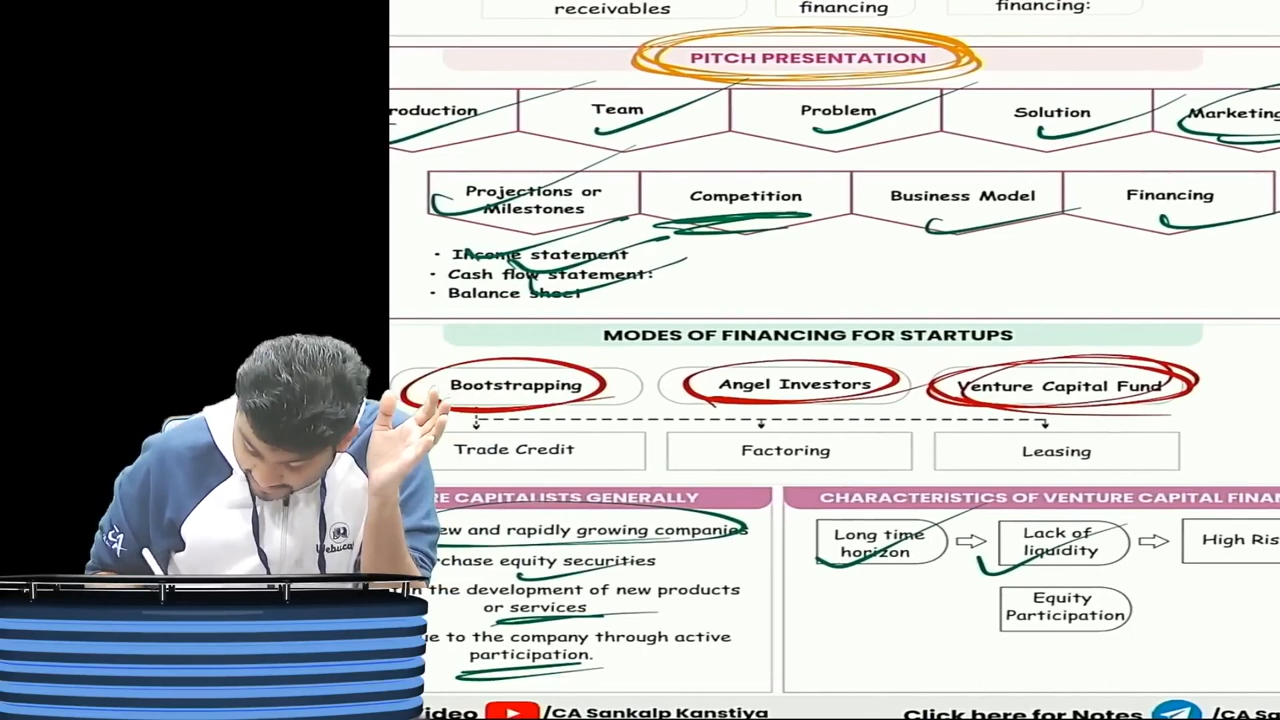 receivables
financing
financing:
PITCH PRESENTATION
roduction
Team
Problem
Solution
Marketing
Projections or
Milestones
Competition
Business Model
Financing
• Income statement
• Cash flow statement:
• Balance sheet
MODES OF FINANCING FOR STARTUPS
Bootstrapping
Angel Investors
Venture Capital Fund
Trade Credit
Factoring
Leasing
RE CAPITALISTS GENERALLY
ew and rapidly growing companies
rchase equity securities
n the development of new products
or services
ue to the company through active
participation.
CHARACTERISTICS OF VENTURE CAPITAL FINAN
Long time
horizon
Lack of
liquidity
High Ris
Equity
Participation
CA
ideo
/CA Sankalp Kanstiya
Click here for Notes
/CA Sa